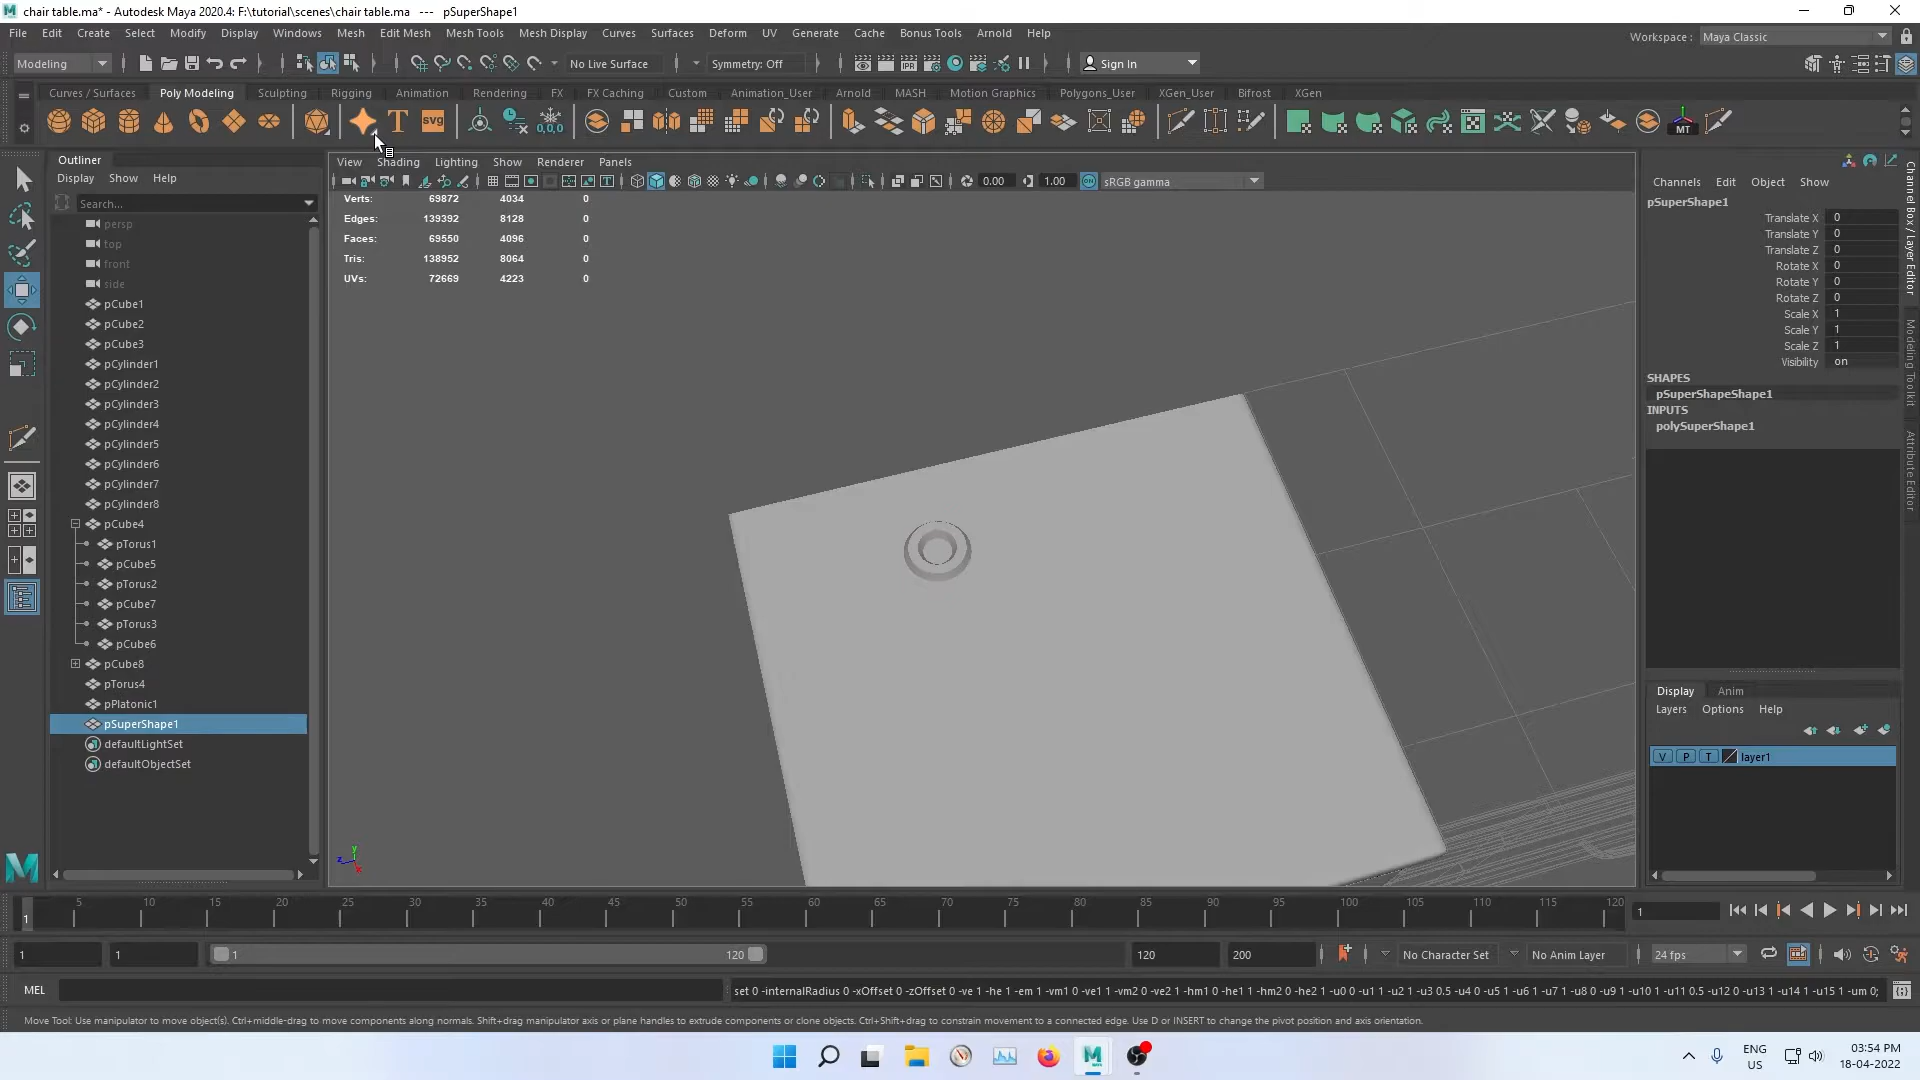 chair table.ma* - Autodesk Maya 2020.4: F:\tutorial\scenes\chair table.ma --- pSuperShape1
File Edit Create Select Modify Display Windows Mesh Edit Mesh Mesh Tools Mesh Display Curves Surfaces Deform UV Generate Cache Bonus Tools Arnold Help
Workspace : Maya Classic
Modeling No Live Surface Symmetry: Off IPR Sign In
Curves / Surfaces Poly Modeling Sculpting Rigging Animation Rendering FX FX Caching Custom Animation_User Arnold MASH Motion Graphics Polygons_User XGen_User Bifrost XGen
T svg 0,0,0 MT
Outliner
Display Show Help
Search...
persp
top
front
side
pCube1
pCube2
pCube3
pCylinder1
pCylinder2
pCylinder3
pCylinder4
pCylinder5
pCylinder6
pCylinder7
pCylinder8
pCube4
pTorus1
pCube5
pTorus2
pCube7
pTorus3
pCube6
pCube8
pTorus4
pPlatonic1
pSuperShape1
defaultLightSet
defaultObjectSet
View Shading Lighting Show Renderer Panels
0.00 1.00 sRGB gamma
Verts: 69872 4034 0
Edges: 139392 8128 0
Faces: 69550 4096 0
Tris: 138952 8064 0
UVs: 72669 4223 0
y
z
x
Channels Edit Object Show
pSuperShape1
Translate X 0
Translate Y 0
Translate Z 0
Rotate X 0
Rotate Y 0
Rotate Z 0
Scale X 1
Scale Y 1
Scale Z 1
Visibility on
SHAPES
pSuperShapeShape1
INPUTS
polySuperShape1
Display Anim
Layers Options Help
V P T layer1
Channel Box / Layer Editor
Modeling Toolkit
Attribute Editor
1 5 10 15 20 25 30 35 40 45 50 55 60 65 70 75 80 85 90 95 100 105 110 115 120 1
1 1 1 120 120 200 No Character Set No Anim Layer 24 fps
MEL set 0 -internalRadius 0 -xOffset 0 -zOffset 0 -ve 1 -he 1 -em 1 -vm1 0 -ve1 1 -vm2 0 -ve2 1 -hm1 0 -he1 1 -hm2 0 -he2 1 -u0 0 -u1 1 -u2 1 -u3 0.5 -u4 0 -u5 1 -u6 1 -u7 1 -u8 0 -u9 1 -u10 1 -u11 0.5 -u12 0 -u13 1 -u14 1 -u15 1 -um 0;
Move Tool: Use manipulator to move object(s). Ctrl+middle-drag to move components along normals. Shift+drag manipulator axis or plane handles to extrude components or clone objects. Ctrl+Shift+drag to constrain movement to a connected edge. Use D or INSERT to change the pivot position and axis orientation.
ENG
US
03:54 PM
18-04-2022